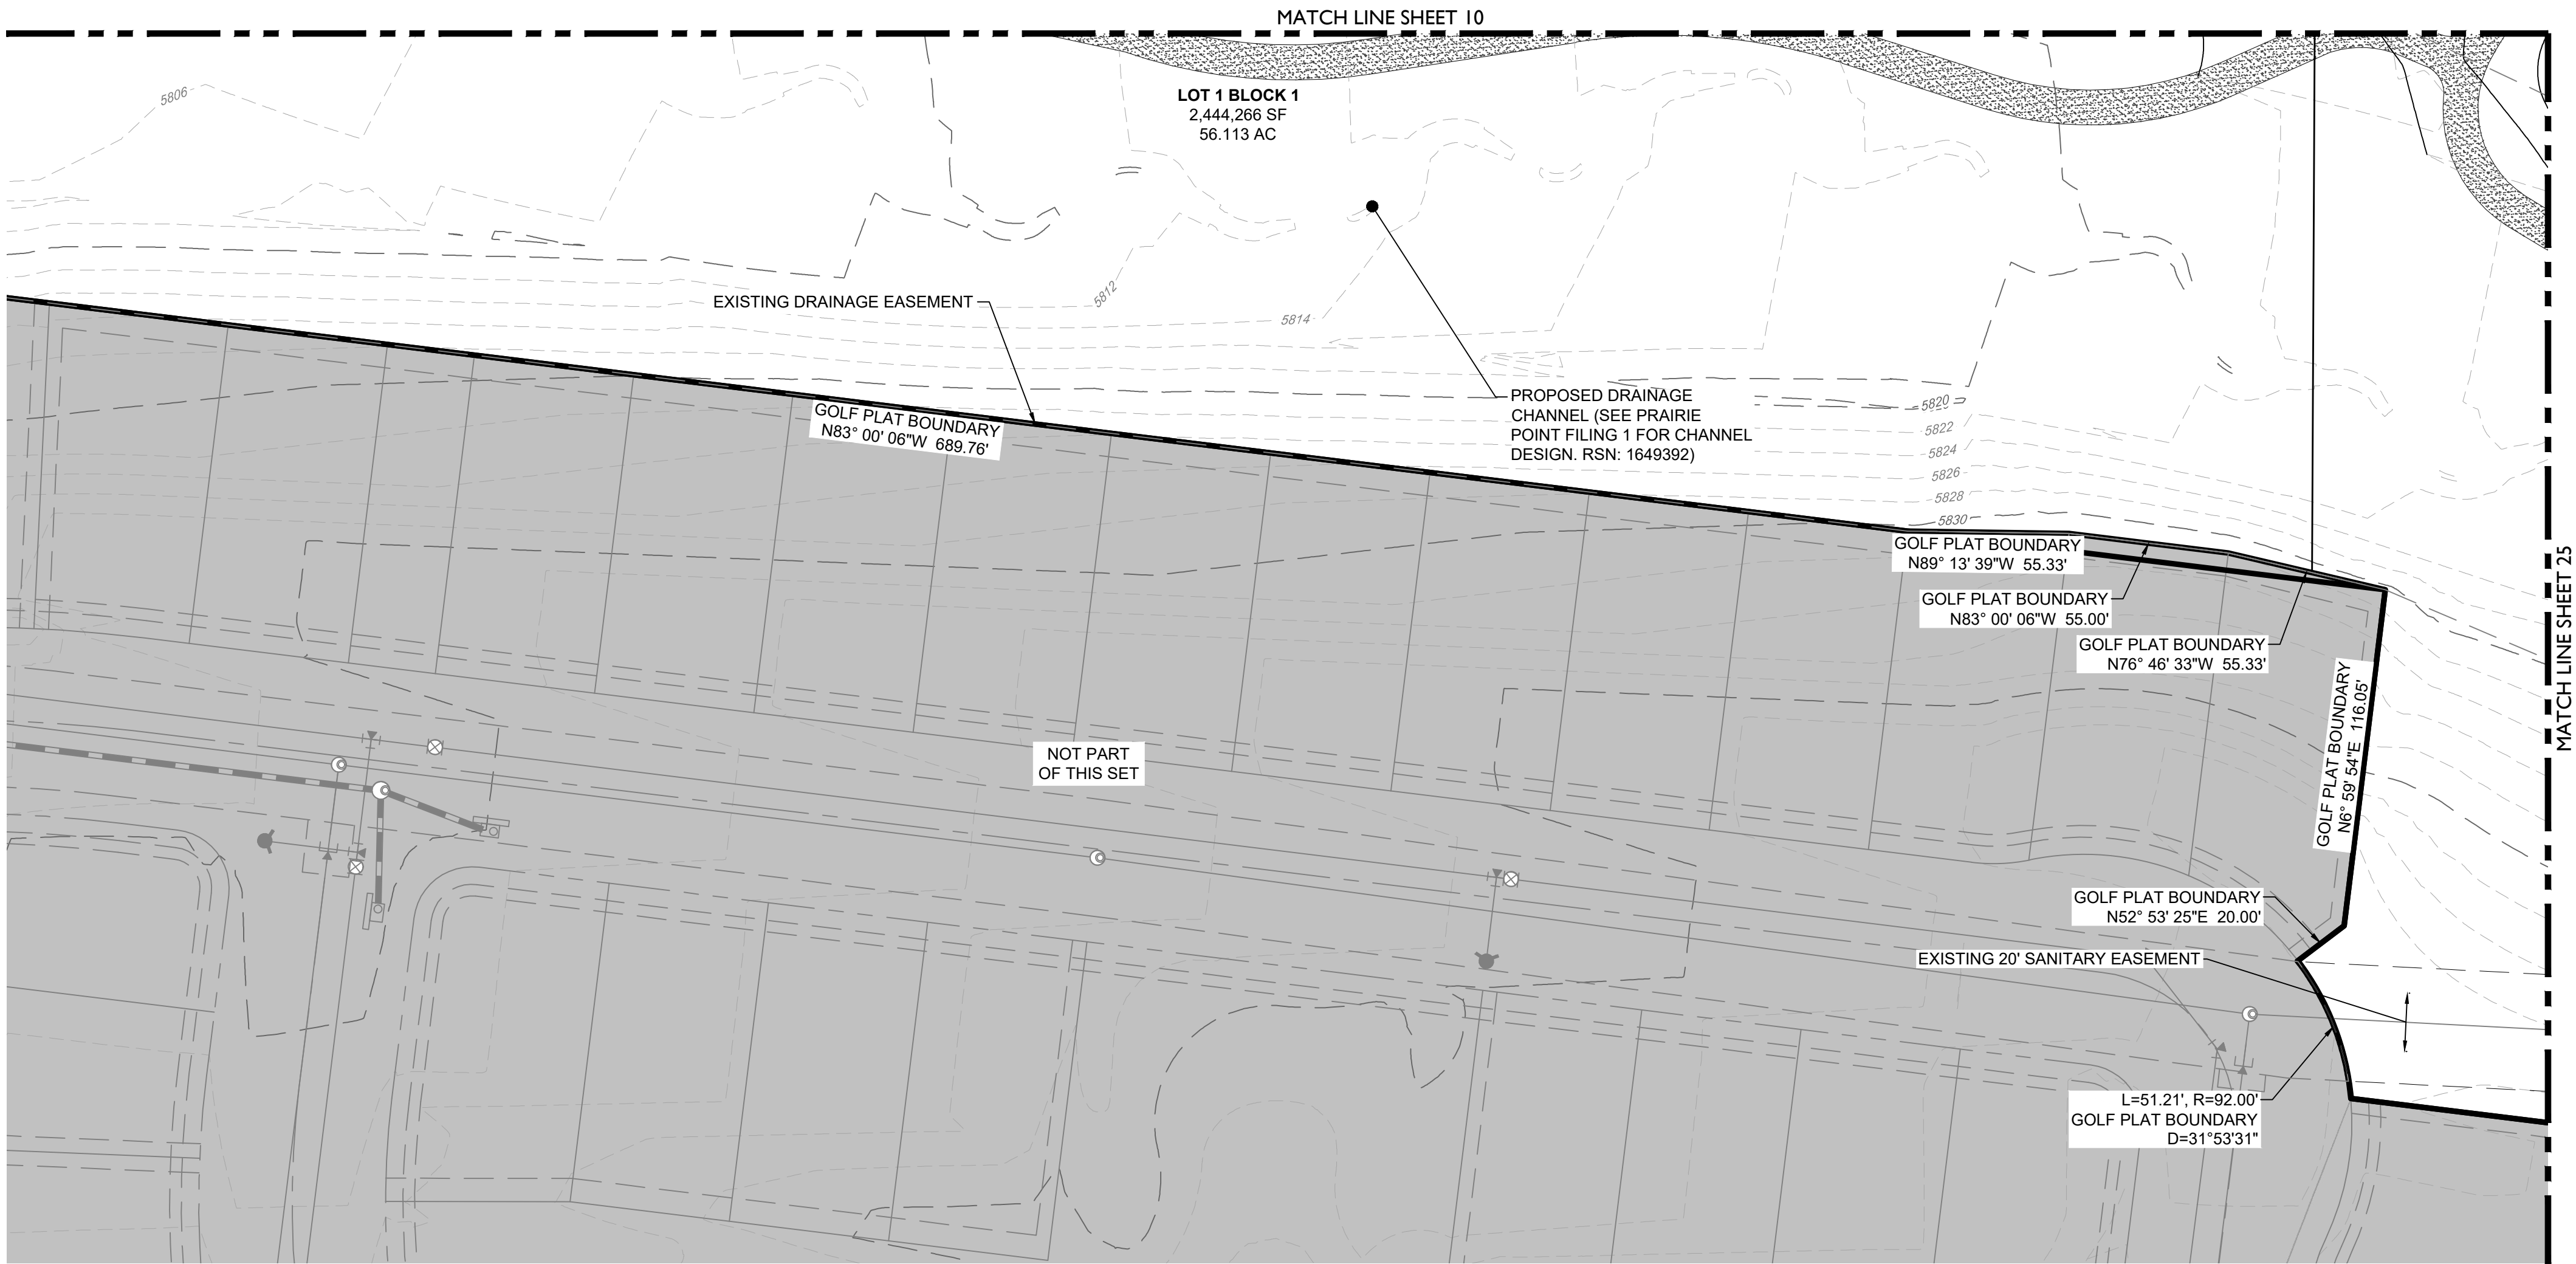 MATCH LINE SHEET 10
5806
LOT 1 BLOCK 1
2,444,266 SF
56.113 AC
EXISTING DRAINAGE EASEMENT
5812
5814
PROPOSED DRAINAGE
CHANNEL (SEE PRAIRIE
POINT FILING 1 FOR CHANNEL
DESIGN. RSN: 1649392)
5820
5822
5824
5826
5828
5830
GOLF PLAT BOUNDARY
N83° 00' 06"W 689.76'
GOLF PLAT BOUNDARY
N89° 13' 39"W 55.33'
GOLF PLAT BOUNDARY
N83° 00' 06"W 55.00'
GOLF PLAT BOUNDARY
N76° 46' 33"W 55.33'
MATCH LINE SHEET 25
GOLF PLAT BOUNDARY
N6° 59' 54"E 116.05'
NOT PART
OF THIS SET
GOLF PLAT BOUNDARY
N52° 53' 25"E 20.00'
EXISTING 20' SANITARY EASEMENT
L=51.21', R=92.00'
GOLF PLAT BOUNDARY
D=31°53'31"